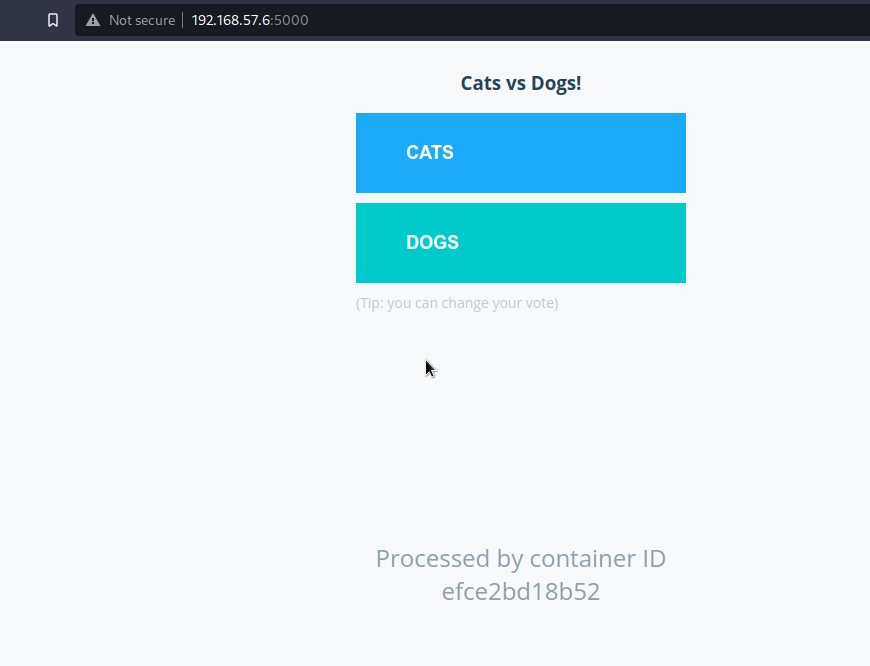 Not secure | 192.168.57.6:5000
Cats vs Dogs!
CATS
DOGS
(Tip: you can change your vote)
Processed by container ID
efce2bd18b52